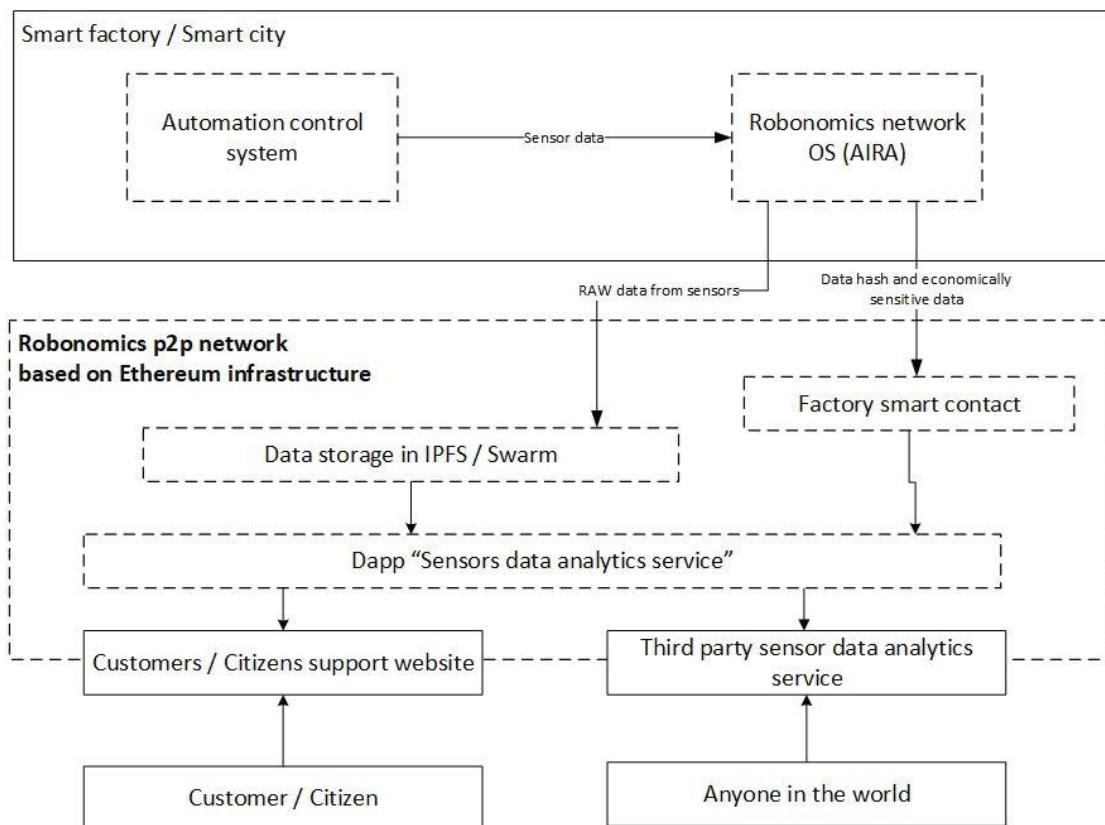 Smart factory / Smart city
Automation control
system
Sensor data
Robonomics network
OS (AIRA)
RAW data from sensors
Data hash and economically
sensitive data
Robonomics p2p network
based on Ethereum infrastructure
Factory smart contact
Data storage in IPFS / Swarm
Dapp “Sensors data analytics service”
Customers / Citizens support website
Third party sensor data analytics
service
Customer / Citizen
Anyone in the world